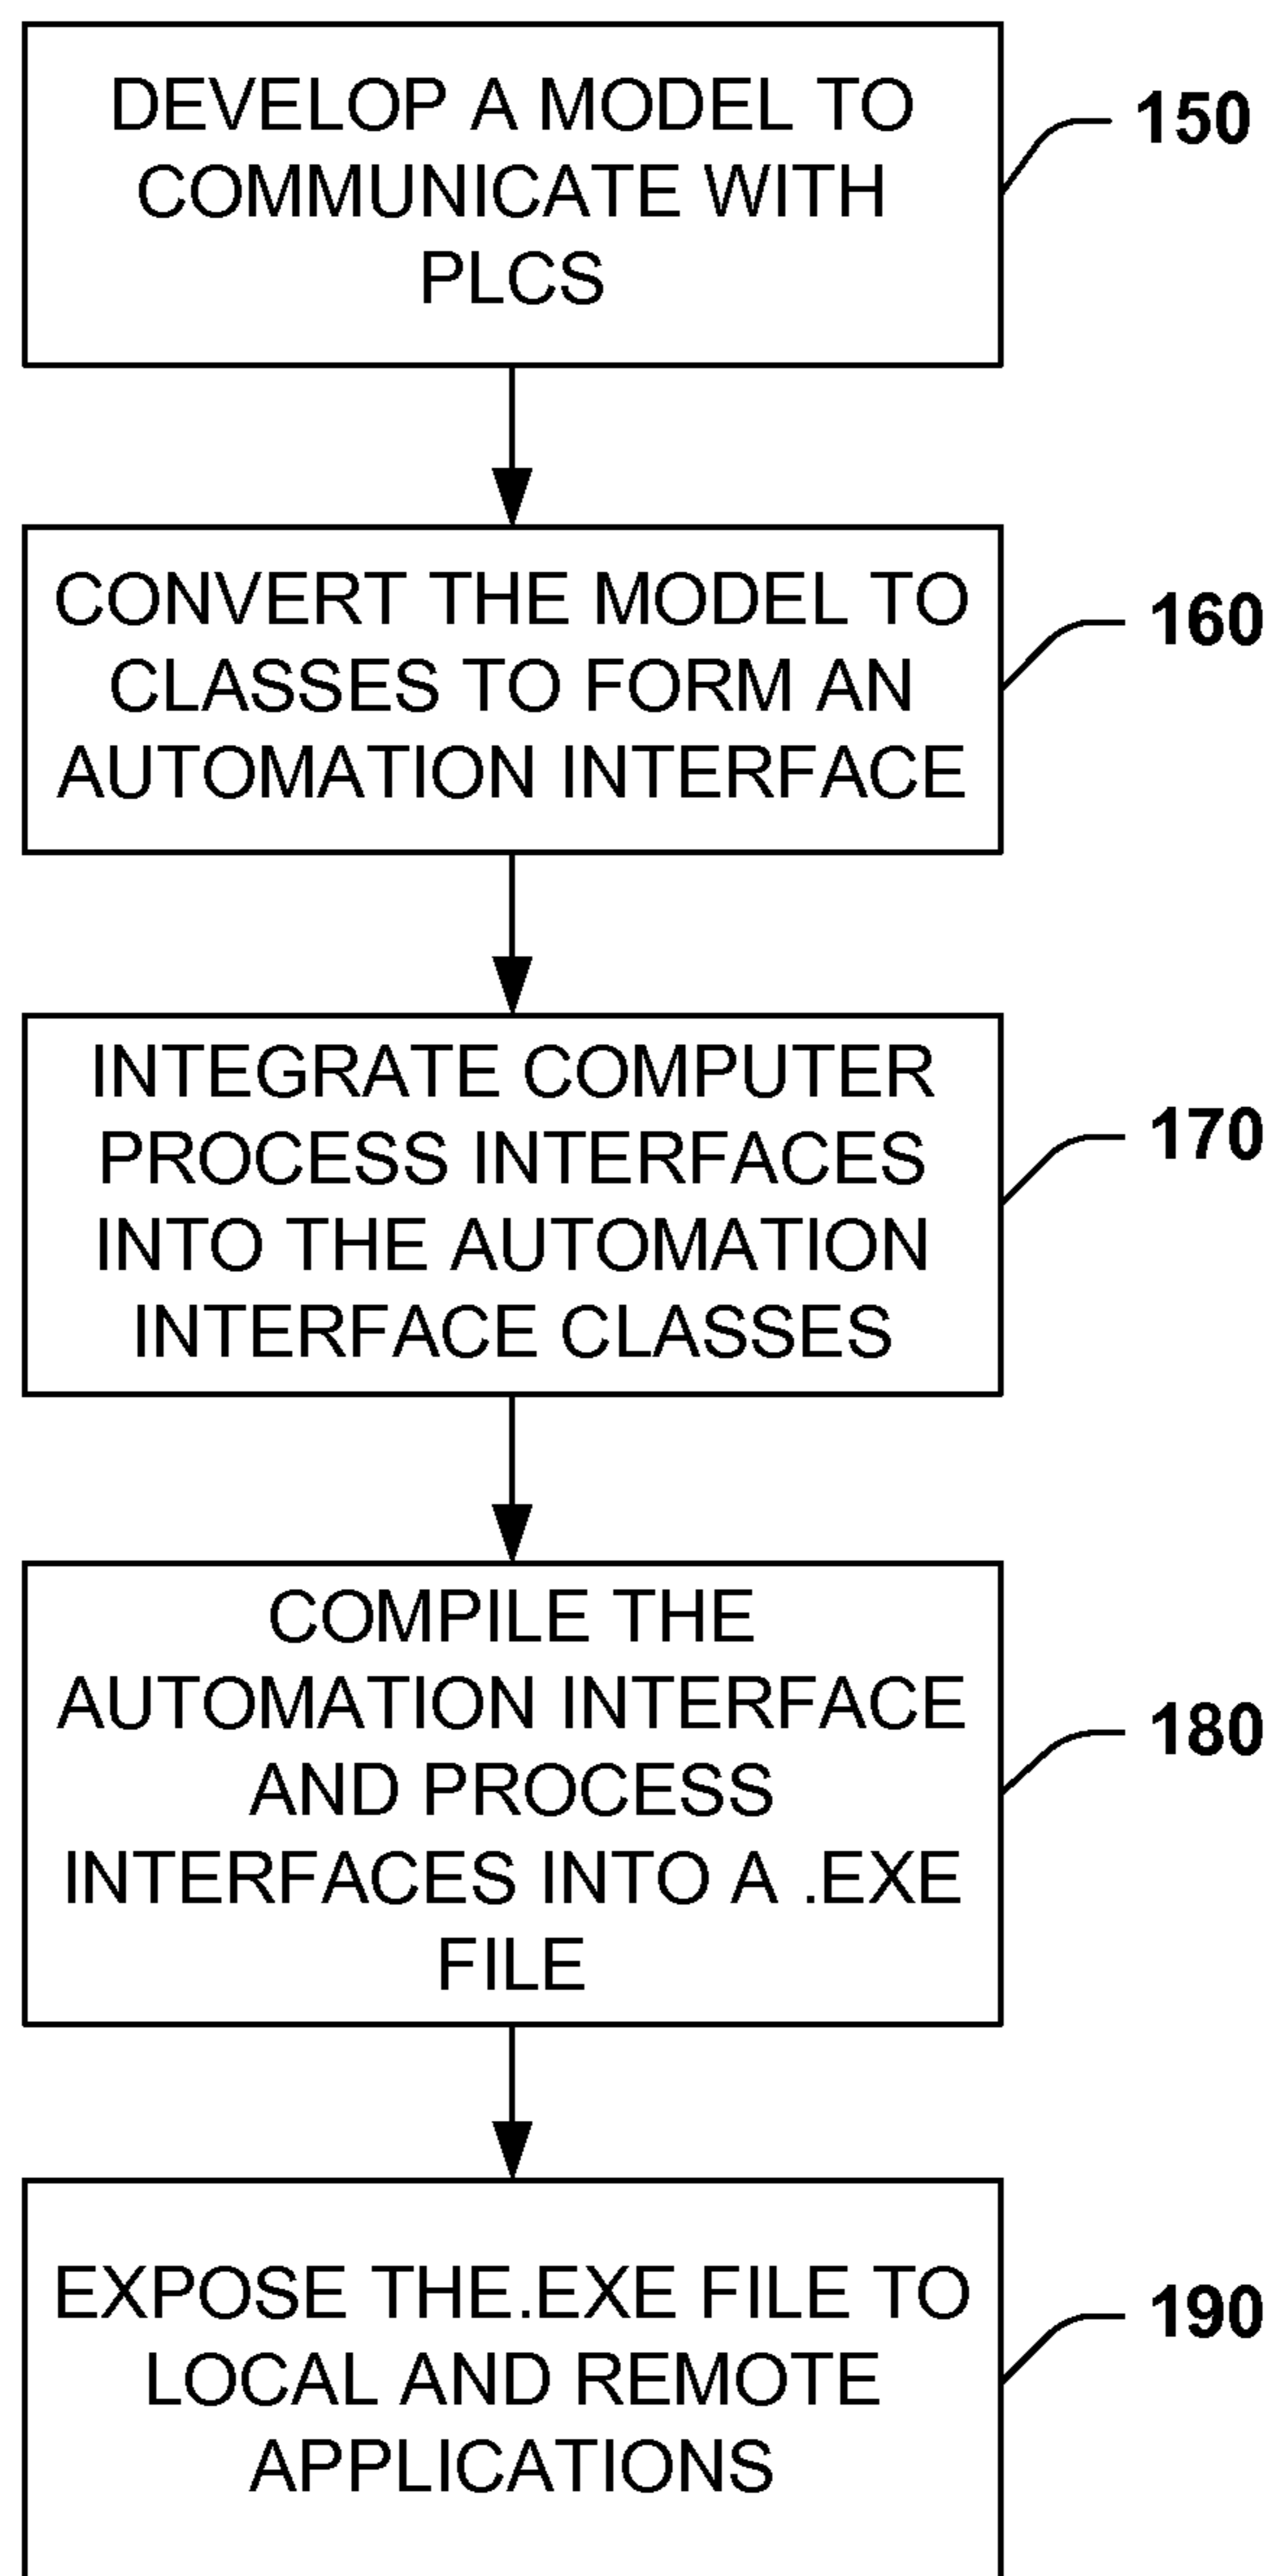 DEVELOP A MODEL TO
COMMUNICATE WITH
PLCS
150
CONVERT THE MODEL TO
CLASSES TO FORM AN
AUTOMATION INTERFACE
160
INTEGRATE COMPUTER
PROCESS INTERFACES
INTO THE AUTOMATION
INTERFACE CLASSES
170
COMPILE THE
AUTOMATION INTERFACE
AND PROCESS
INTERFACES INTO A .EXE
FILE
180
EXPOSE THE.EXE FILE TO
LOCAL AND REMOTE
APPLICATIONS
190